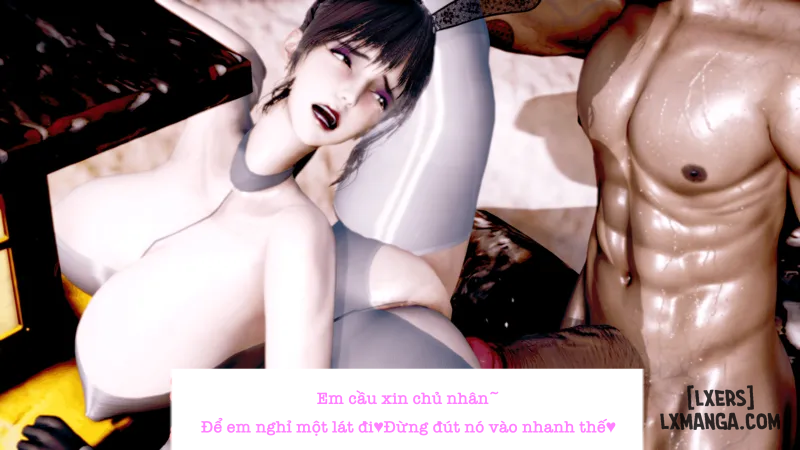 Em cầu xin chủ nhân~
Để em nghỉ một lát đi♥Đừng đút nó vào nhanh thế♥
[LXERS]
LXMANGA.COM